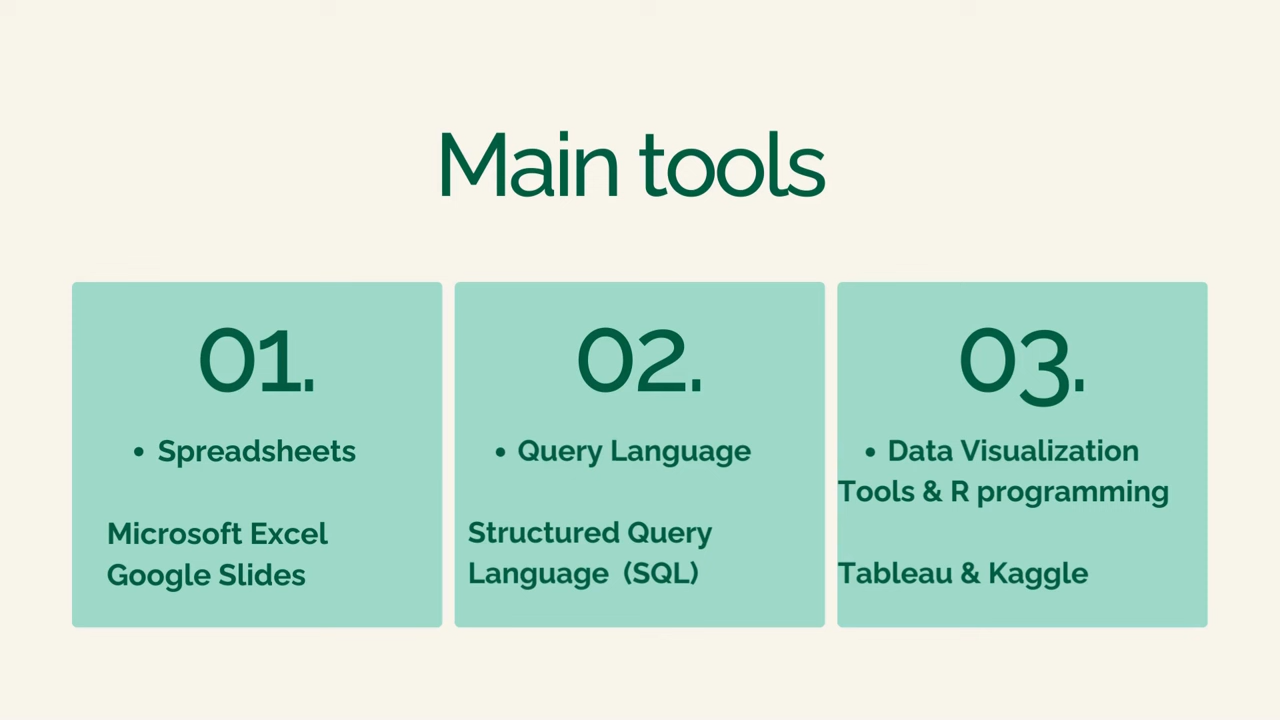 Main tools
01.
• Spreadsheets
Microsoft Excel
Google Slides
02.
• Query Language
Structured Query
Language (SQL)
03.
• Data Visualization
Tools & R programming
Tableau & Kaggle